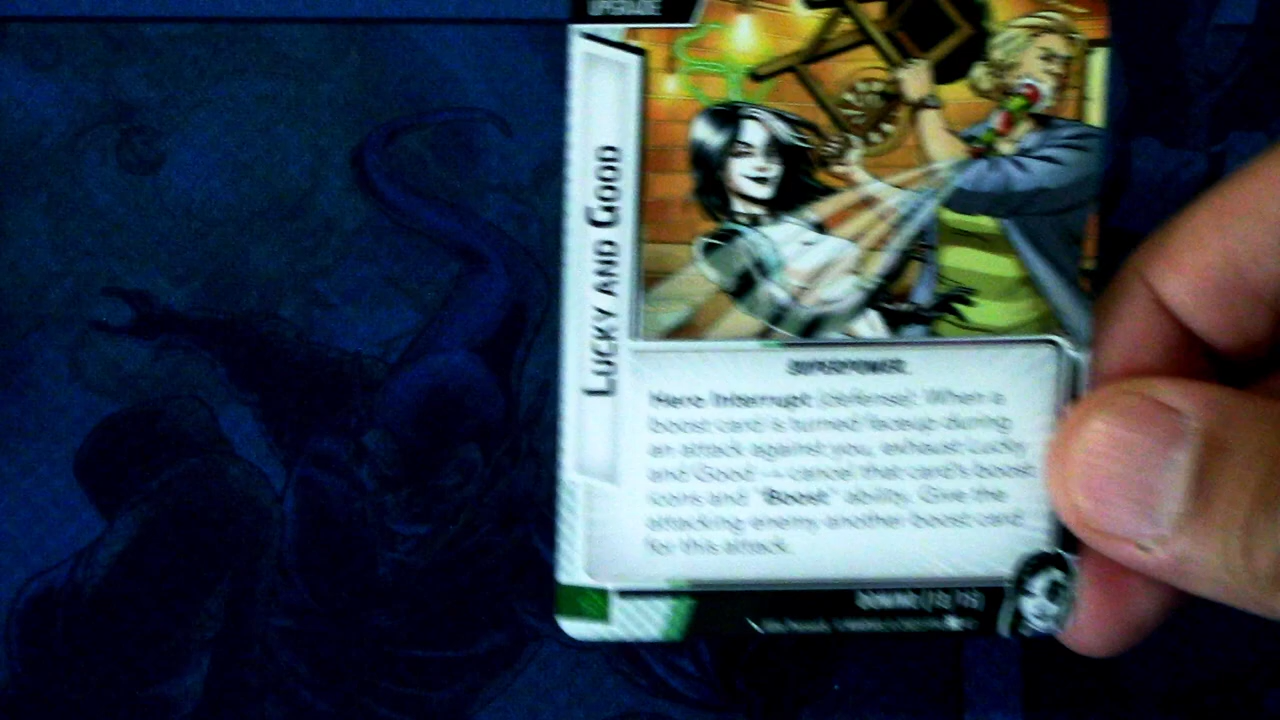 UPGRADE
LUCKY AND GOOD
SUPERPOWER.
Hero Interrupt (defense): When a
boost card is turned faceup during
an attack against you, exhaust Lucky
and Good → cancel that card's boost
icons and "Boost" ability. Give the
attacking enemy another boost card
for this attack.
DOMINO